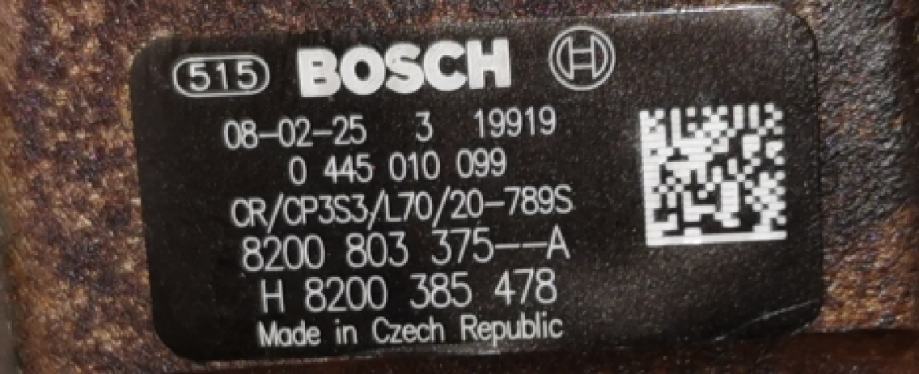 515 BOSCH
08-02-25 3 19919
0 445 010 099
CR/CP3S3/L70/20-789S
8200 803 375--A
H 8200 385 478
Made in Czech Republic